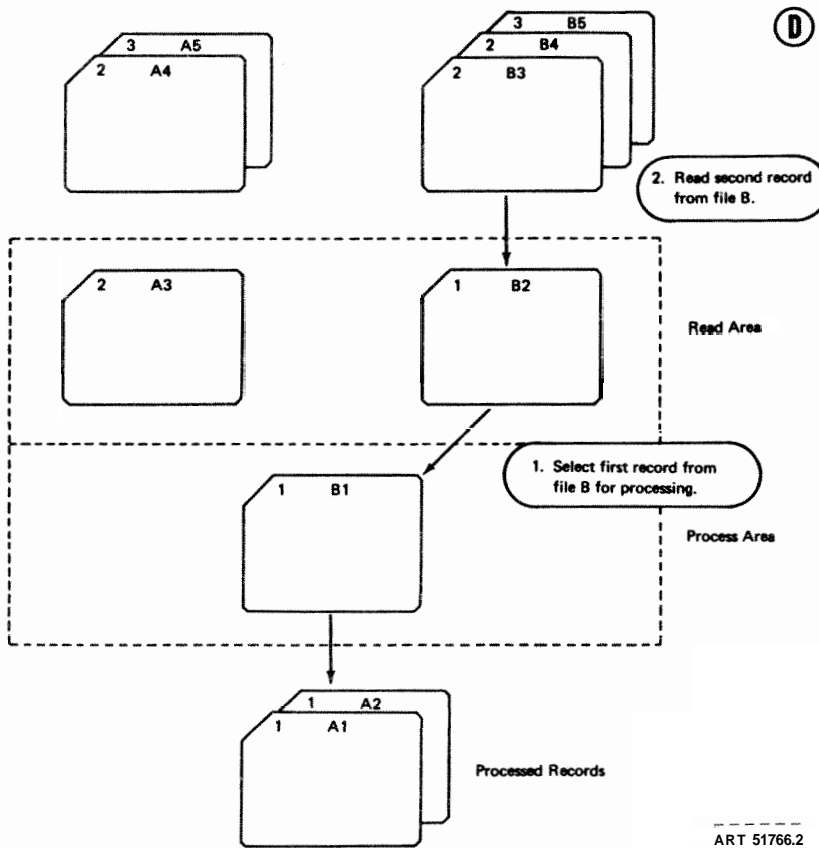 D
3 A5
2 A4
3 B5
2 B4
2 B3
2. Read second record
from file B.
2 A3
1 B2
Read Area
1. Select first record from
file B for processing.
1 B1
Process Area
1 A2
1 A1
Processed Records
ART 51766.2